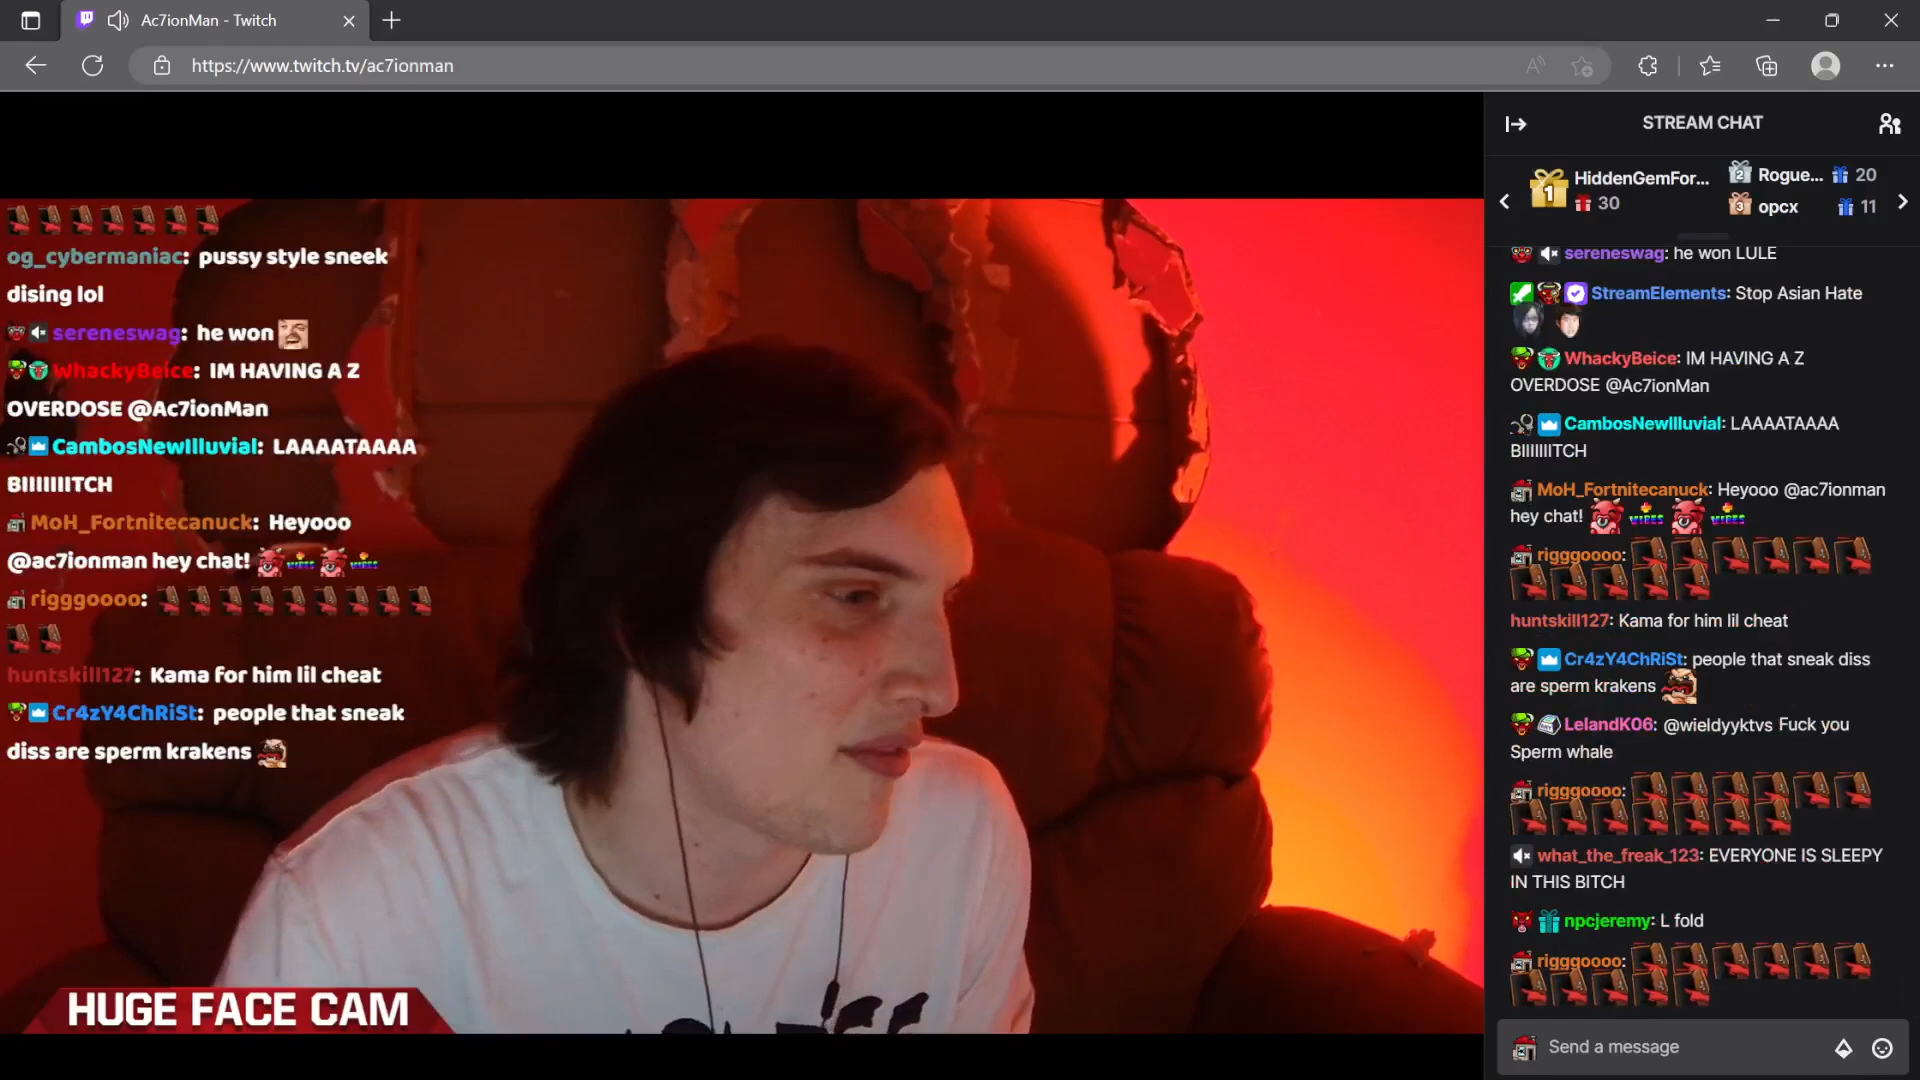 Ac7ionMan - Twitch
https://www.twitch.tv/ac7ionman
og_cybermaniac: pussy style sneek
dising lol
sereneswag: he won
WhackyBeice: IM HAVING A Z
OVERDOSE @Ac7ionMan
CambosNewIlluvial: LAAAATAAAA
BIIIIIIITCH
MoH_Fortnitecanuck: Heyooo
@ac7ionman hey chat!
rigggoooo:
huntskill127: Kama for him lil cheat
Cr4zY4ChRiSt: people that sneak
diss are sperm krakens
HUGE FACE CAM
STREAM CHAT
1 HiddenGemFor...
30
2 Rogue... 20
3 opcx 11
sereneswag: he won LULE
StreamElements: Stop Asian Hate
WhackyBeice: IM HAVING A Z
OVERDOSE @Ac7ionMan
CambosNewIlluvial: LAAAATAAAA
BIIIIIIITCH
MoH_Fortnitecanuck: Heyooo @ac7ionman
hey chat! VIBES VIBES
rigggoooo:
huntskill127: Kama for him lil cheat
Cr4zY4ChRiSt: people that sneak diss
are sperm krakens
LelandK06: @wieldyyktvs Fuck you
Sperm whale
rigggoooo:
what_the_freak_123: EVERYONE IS SLEEPY
IN THIS BITCH
npcjeremy: L fold
rigggoooo:
Send a message